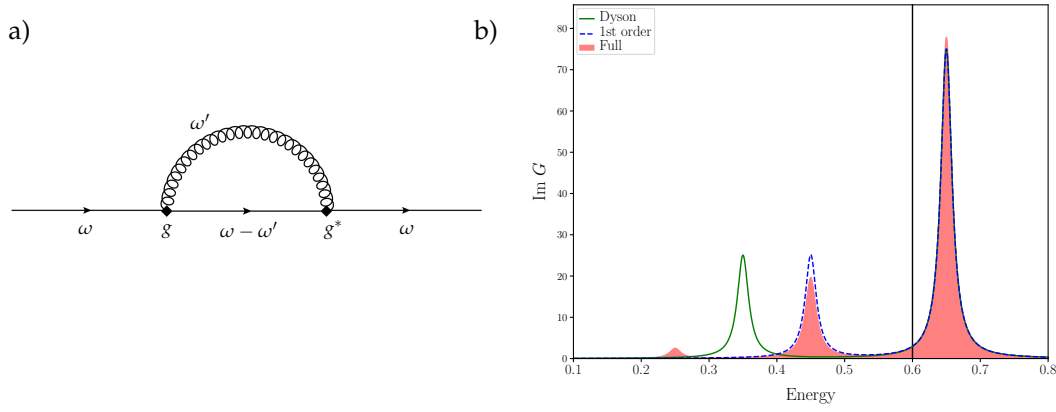 a)
ω′
ω
g
ω − ω′
g*
ω
b)
Dyson
1st order
Full
Im G
80
70
60
50
40
30
20
10
0
0.1 0.2 0.3 0.4 0.5 0.6 0.7 0.8
Energy